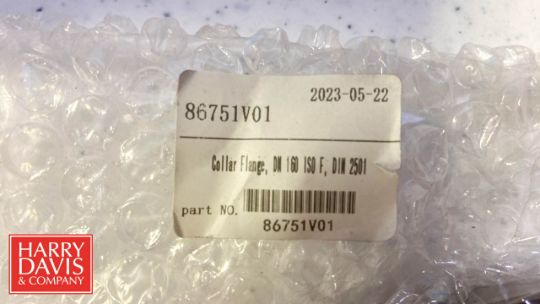 2023-05-22
86751V01
Collar Flange, DN 160 ISO F, DIN 2501
part NO.
86751V01
HARRY
DAVIS
& COMPANY